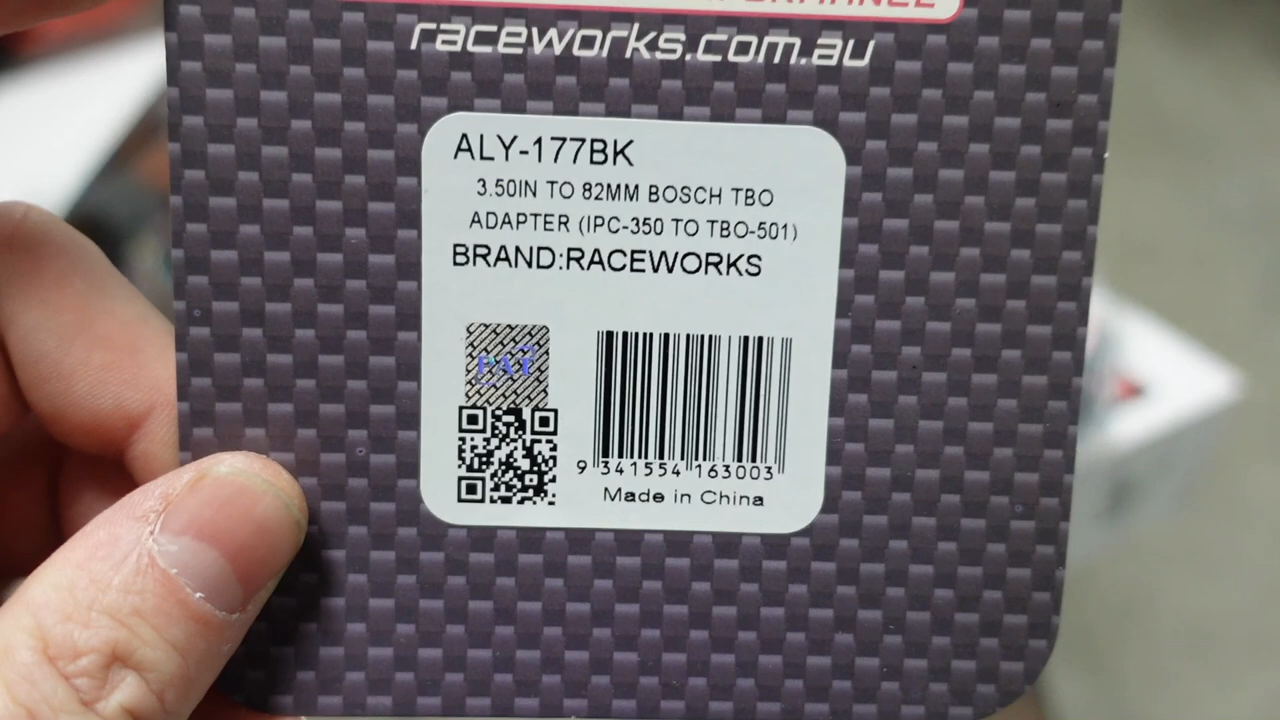 raceworks.com.au
ALY-177BK
3.50IN TO 82MM BOSCH TBO
ADAPTER (IPC-350 TO TBO-501)
BRAND:RACEWORKS
PAT
9 341554 163003
Made in China